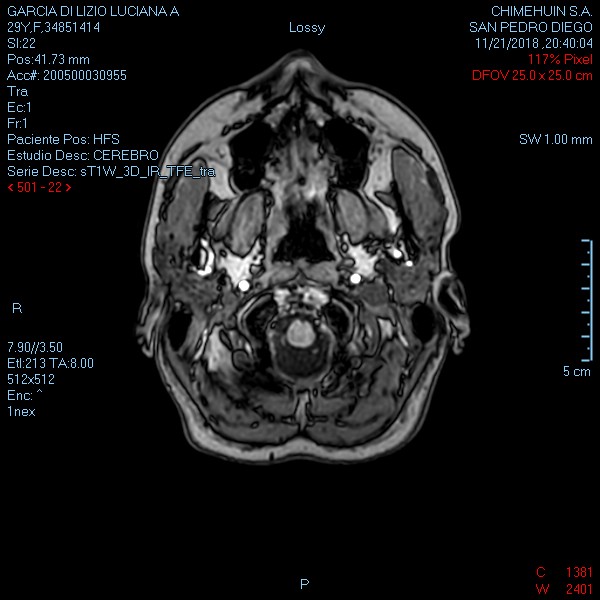 GARCIA DI LIZIO LUCIANA A
29Y,F,34851414
Sl:22
Pos:41.73 mm
Acc#: 200500030955
Tra
Ec:1
Fr:1
Paciente Pos: HFS
Estudio Desc: CEREBRO
Serie Desc: sT1W_3D_IR_TFE_tra
< 501 - 22 >
Lossy
CHIMEHUIN S.A.
SAN PEDRO DIEGO
11/21/2018 ,20:40:04
117% Pixel
DFOV 25.0 x 25.0 cm
SW 1.00 mm
R
5 cm
7.90//3.50
Etl:213 TA:8.00
512x512
Enc: ^
1nex
P
C 1381
W 2401